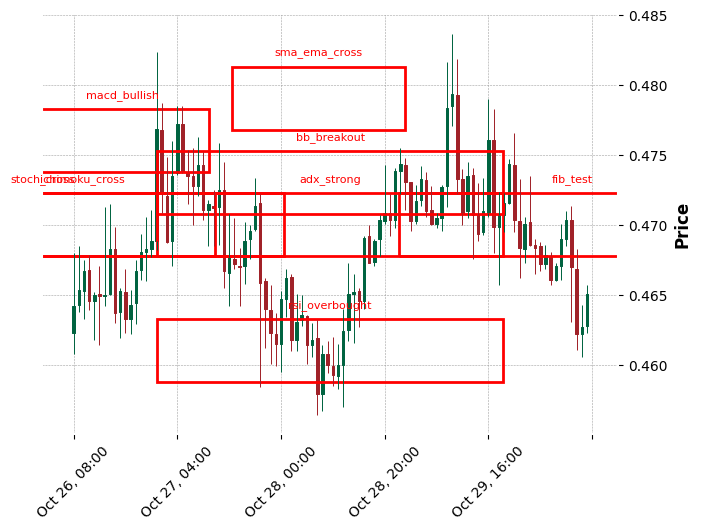 0.485
sma_ema_cross
0.480
macd_bullish
bb_breakout
0.475
adx_strong
fib_test
0.470
Price
0.465
rsi_overbought
0.460
Oct 26, 08:00
Oct 27, 04:00
Oct 28, 00:00
Oct 28, 20:00
Oct 29, 16:00